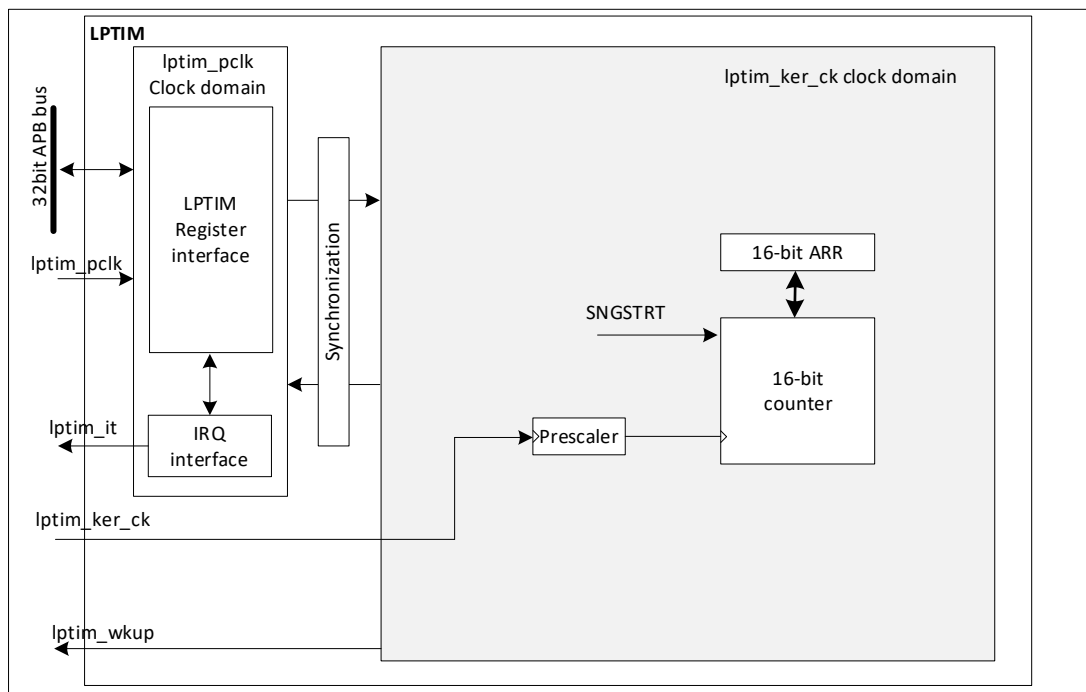 LPTIM
lptim_pclk
Clock domain
lptim_ker_ck clock domain
32bit APB bus
LPTIM
Register
interface
Synchronization
16-bit ARR
lptim_pclk
SNGSTRT
16-bit
counter
lptim_it
IRQ
interface
Prescaler
lptim_ker_ck
lptim_wkup